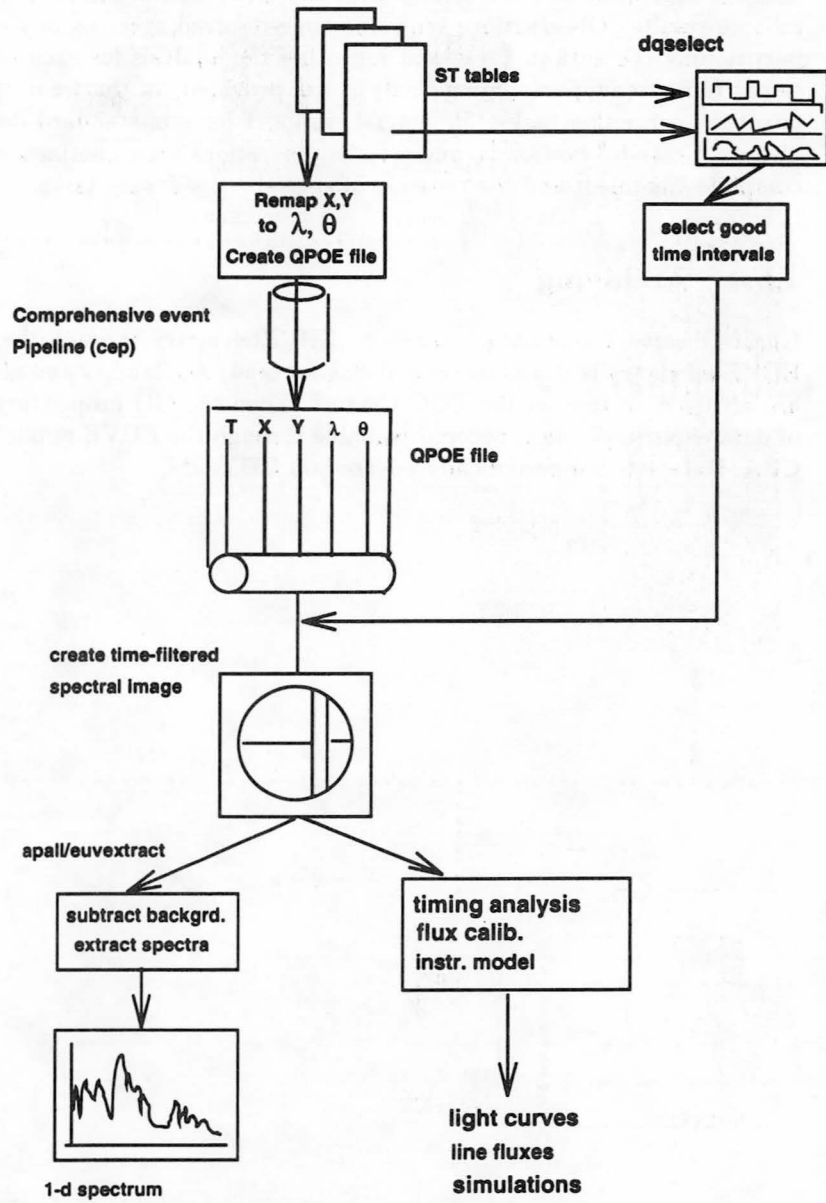 ST tables
dqselect
Remap X,Y
to λ, θ
Create QPOE file
select good
time intervals
Comprehensive event
Pipeline (cep)
T X Y λ θ
QPOE file
create time-filtered
spectral image
apall/euvextract
subtract backgrd.
extract spectra
timing analysis
flux calib.
instr. model
light curves
line fluxes
simulations
1-d spectrum